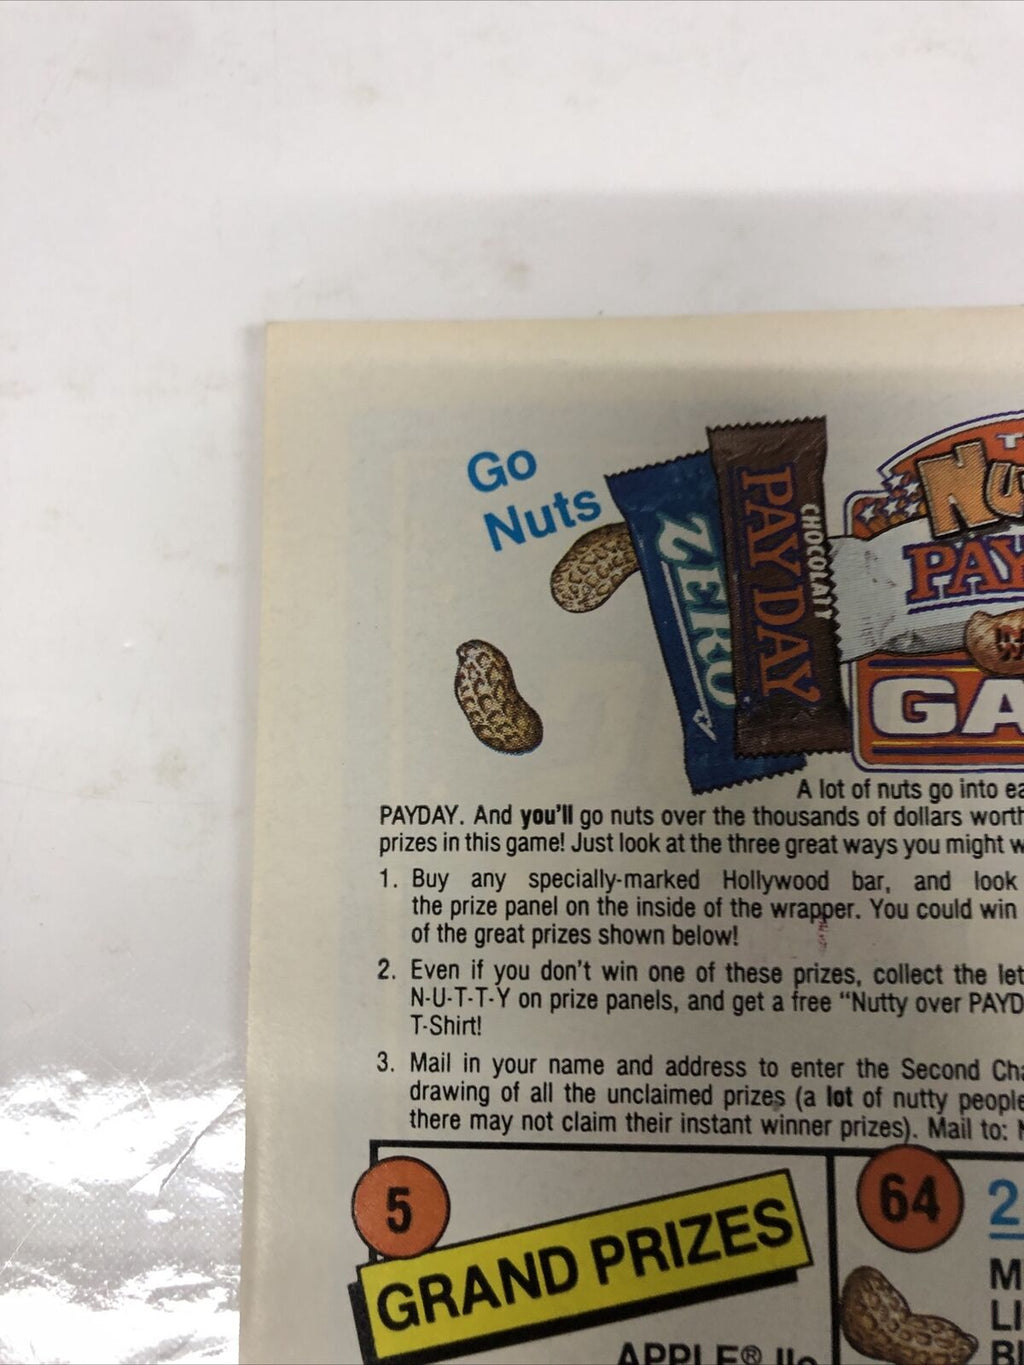 Go
Nuts
ZERO
CHOCOLATY
PAYDAY
PAY
GA
A lot of nuts go into ea
PAYDAY. And you'll go nuts over the thousands of dollars worth
prizes in this game! Just look at the three great ways you might w
1. Buy any specially-marked Hollywood bar, and look
the prize panel on the inside of the wrapper. You could win
of the great prizes shown below!
2. Even if you don't win one of these prizes, collect the let
N-U-T-T-Y on prize panels, and get a free "Nutty over PAYD
T-Shirt!
3. Mail in your name and address to enter the Second Cha
drawing of all the unclaimed prizes (a lot of nutty people
there may not claim their instant winner prizes). Mail to:
5
GRAND PRIZES
64
2
M
LI
APPLE® IIc